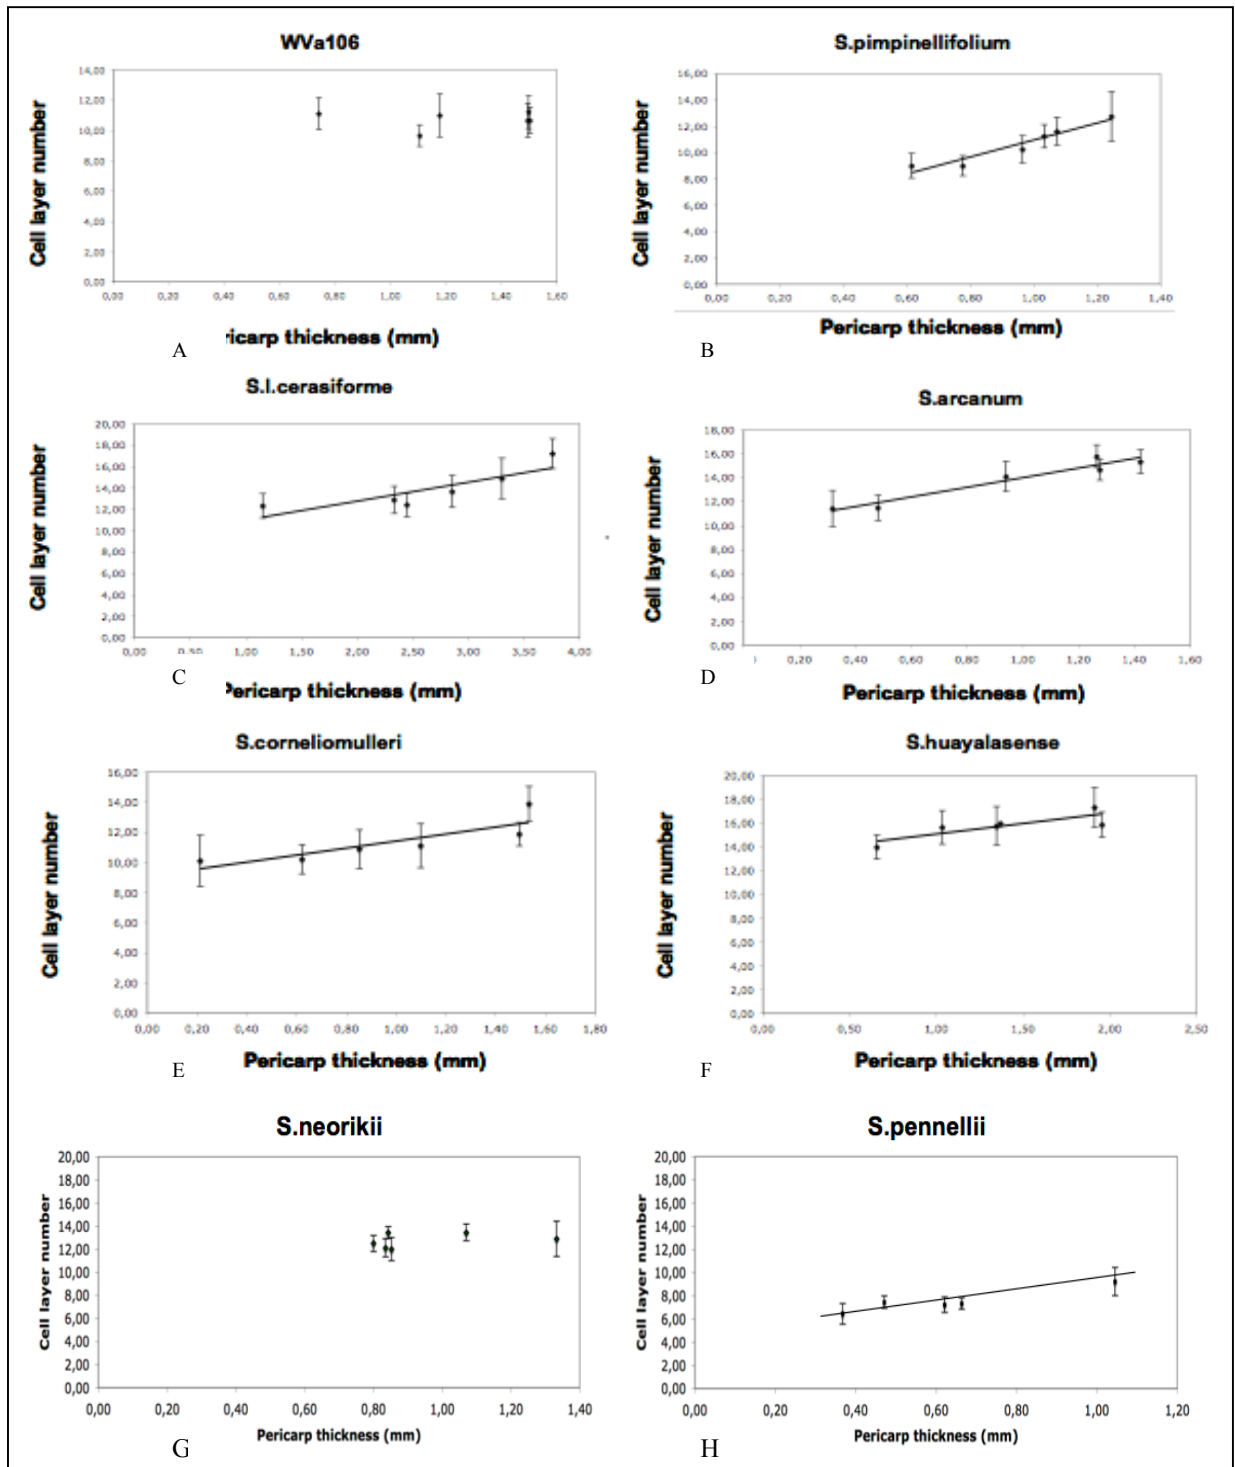 WVa106
14,00
12,00
10,00
8,00
6,00
4,00
2,00
0,00
0,00 0,20 0,40 0,60 0,80 1,00 1,20 1,40 1,60
Cell layer number
ricarp thickness (mm)
A
S.pimpinellifolium
16,00
14,00
12,00
10,00
8,00
6,00
4,00
2,00
0,00
0,00 0,20 0,40 0,60 0,80 1,00 1,20 1,40
Cell layer number
Pericarp thickness (mm)
B
S.l.cerasiforme
20,00
18,00
16,00
14,00
12,00
10,00
8,00
6,00
4,00
2,00
0,00
0,00 0,50 1,00 1,50 2,00 2,50 3,00 3,50 4,00
Cell layer number
Pericarp thickness (mm)
C
S.arcanum
18,00
16,00
14,00
12,00
10,00
8,00
6,00
4,00
2,00
0,00
0,20 0,40 0,60 0,80 1,00 1,20 1,40 1,60
Cell layer number
Pericarp thickness (mm)
D
S.corneliomulleri
16,00
14,00
12,00
10,00
8,00
6,00
4,00
2,00
0,00
0,00 0,20 0,40 0,60 0,80 1,00 1,20 1,40 1,60 1,80
Cell layer number
Pericarp thickness (mm)
E
S.huayalasense
20,00
18,00
16,00
14,00
12,00
10,00
8,00
6,00
4,00
2,00
0,00
0,00 0,50 1,00 1,50 2,00 2,50
Cell layer number
Pericarp thickness (mm)
F
S.neorikii
20,00
18,00
16,00
14,00
12,00
10,00
8,00
6,00
4,00
2,00
0,00
0,00 0,20 0,40 0,60 0,80 1,00 1,20 1,40
Cell layer number
Pericarp thickness (mm)
G
S.pennellii
20,00
18,00
16,00
14,00
12,00
10,00
8,00
6,00
4,00
2,00
0,00
0,00 0,20 0,40 0,60 0,80 1,00 1,20
Cell layer number
Pericarp thickness (mm)
H